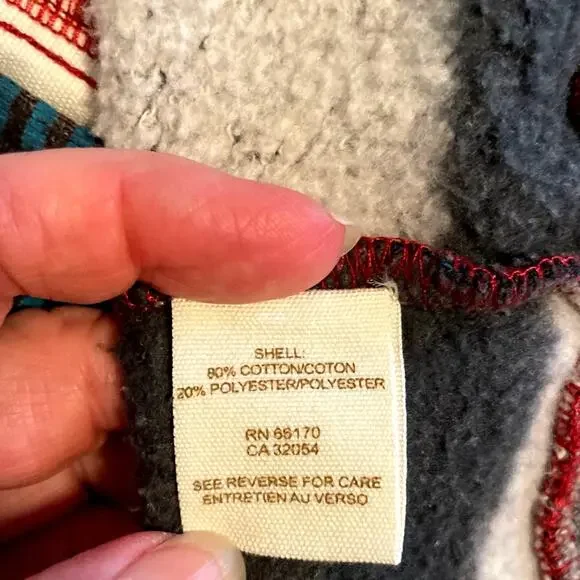 SHELL:
80% COTTON/COTON
20% POLYESTER/POLYESTER
RN 66170
CA 32054
SEE REVERSE FOR CARE
ENTRETIEN AU VERSO